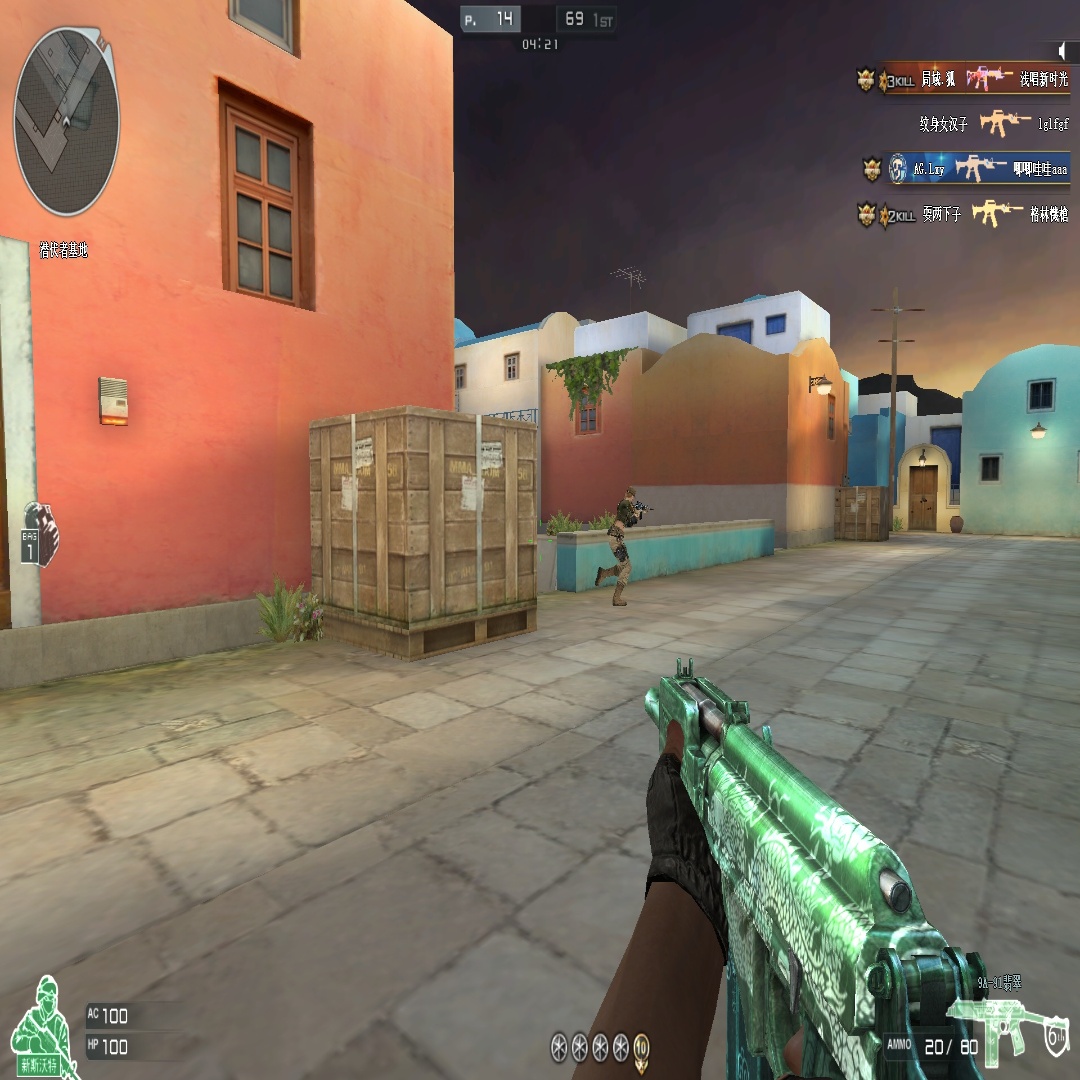 P. 14 69 1ST
04:21
3KILL 局域.狐 浅唱新时光
纹身女汉子 lglfgf
AG.Lxy 唧唧哇哇aaa
2KILL 耍两下子 格林機槍
潜伏者基地
BAG
1
AC 100
HP 100
新斯沃特
10
9A-91翡翠
AMMO 20/ 80
6th